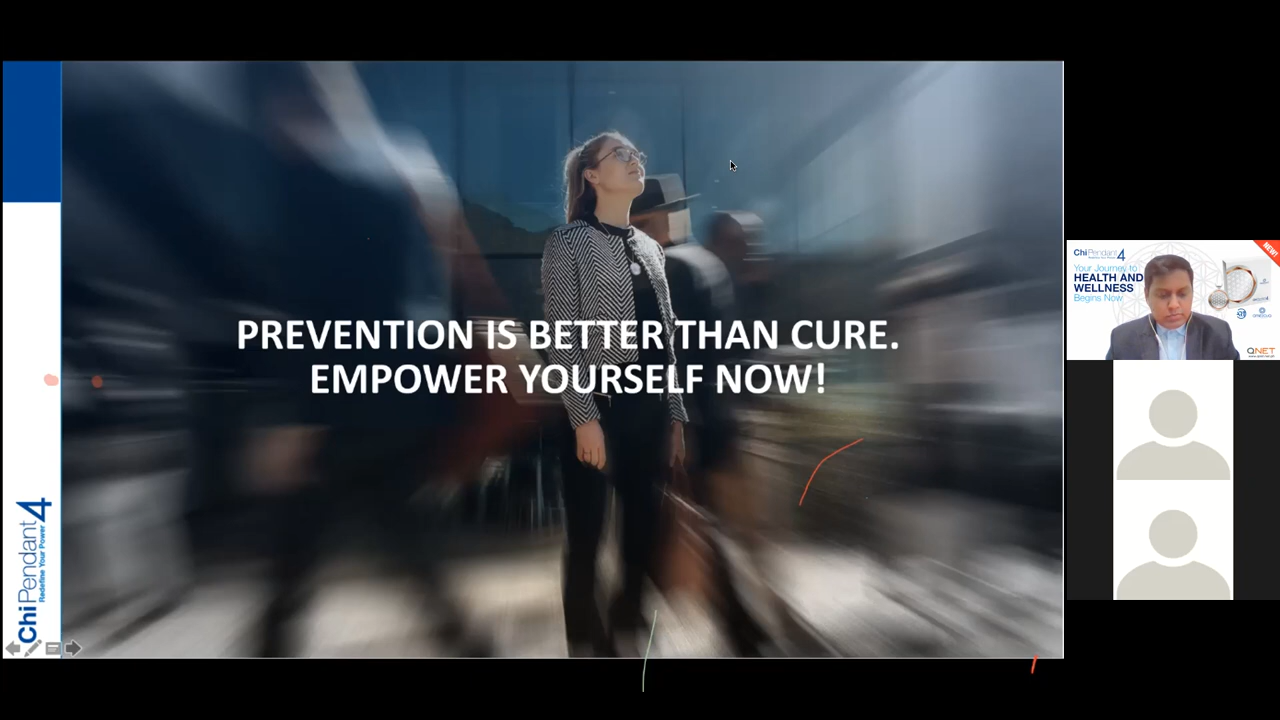 PREVENTION IS BETTER THAN CURE.
EMPOWER YOURSELF NOW!
ChiPendant4
Redefine Your Power
ChiPendant4
Your Journey to
HEALTH AND
WELLNESS
Begins Now
NEW!
QNET